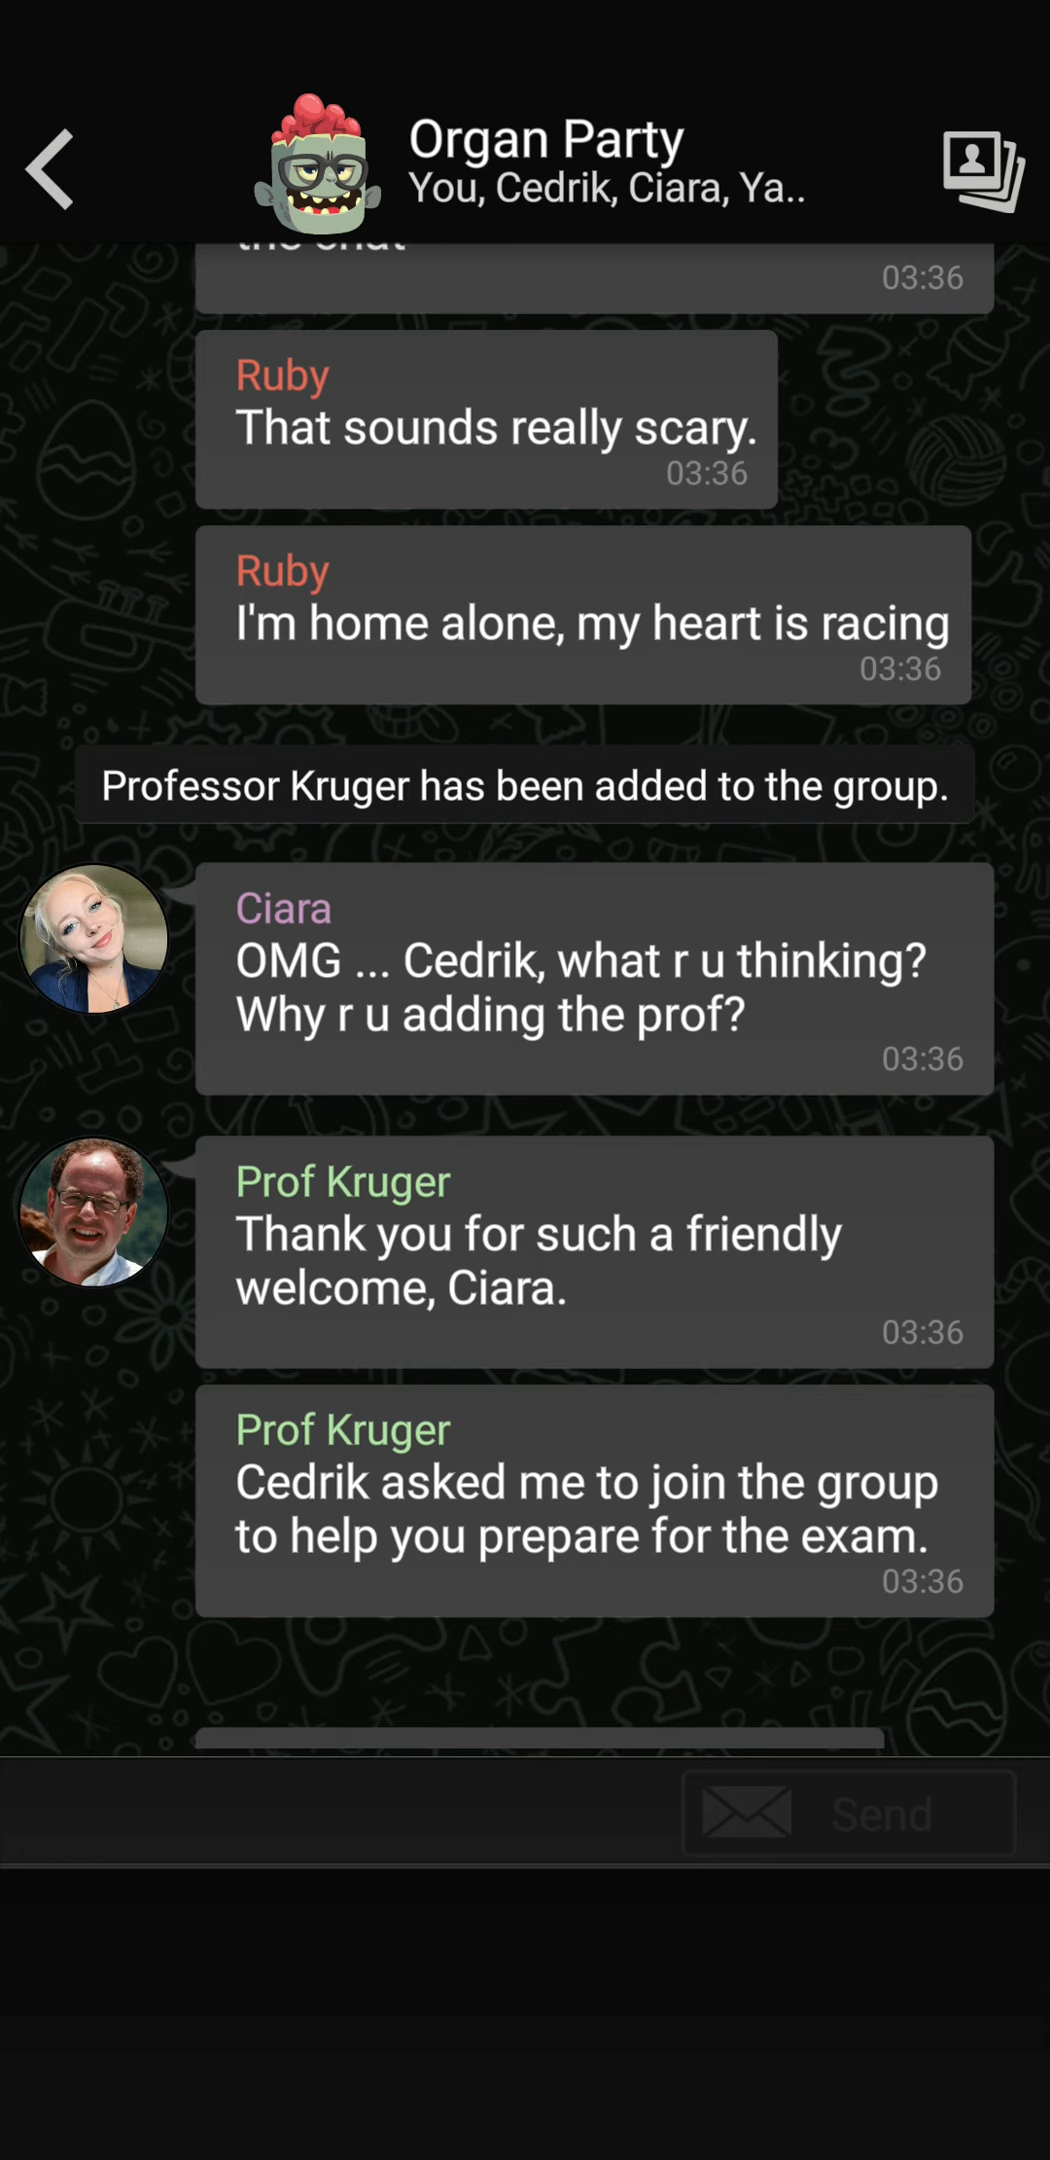 Organ Party
You, Cedrik, Ciara, Ya..
the chat
03:36
Ruby
That sounds really scary.
03:36
Ruby
I'm home alone, my heart is racing
03:36
Professor Kruger has been added to the group.
Ciara
OMG ... Cedrik, what r u thinking?
Why r u adding the prof?
03:36
Prof Kruger
Thank you for such a friendly
welcome, Ciara.
03:36
Prof Kruger
Cedrik asked me to join the group
to help you prepare for the exam.
03:36
Send